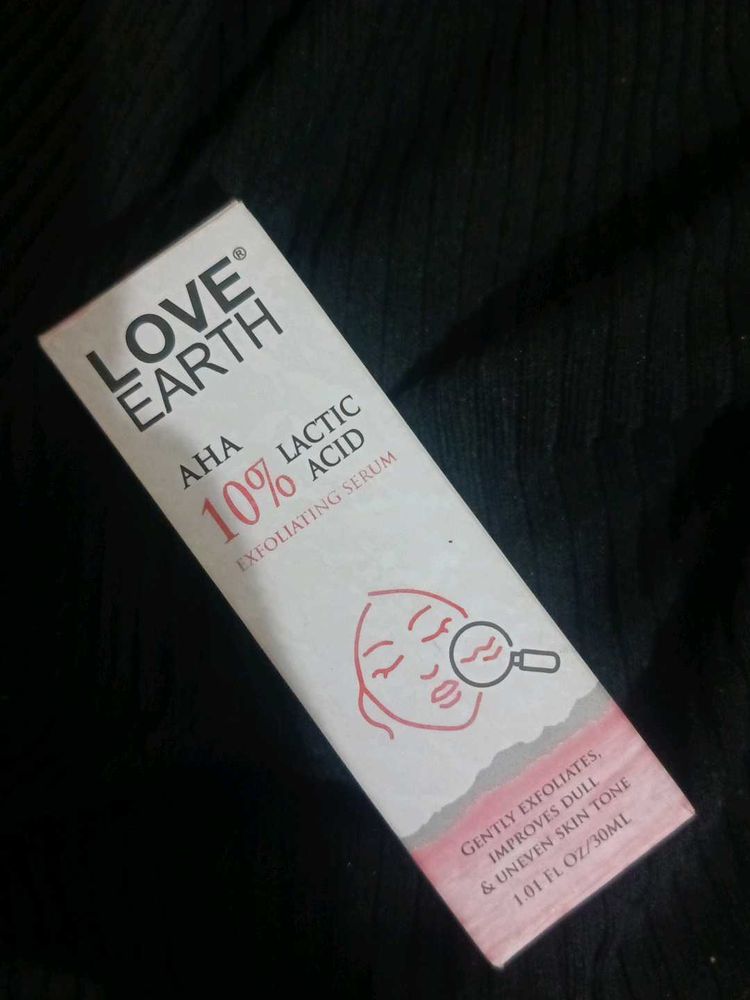 LOVE®
EARTH
AHA
10% LACTIC
ACID
EXFOLIATING SERUM
GENTLY EXFOLIATES,
IMPROVES DULL
& UNEVEN SKIN TONE
1.01 FL OZ/30ML